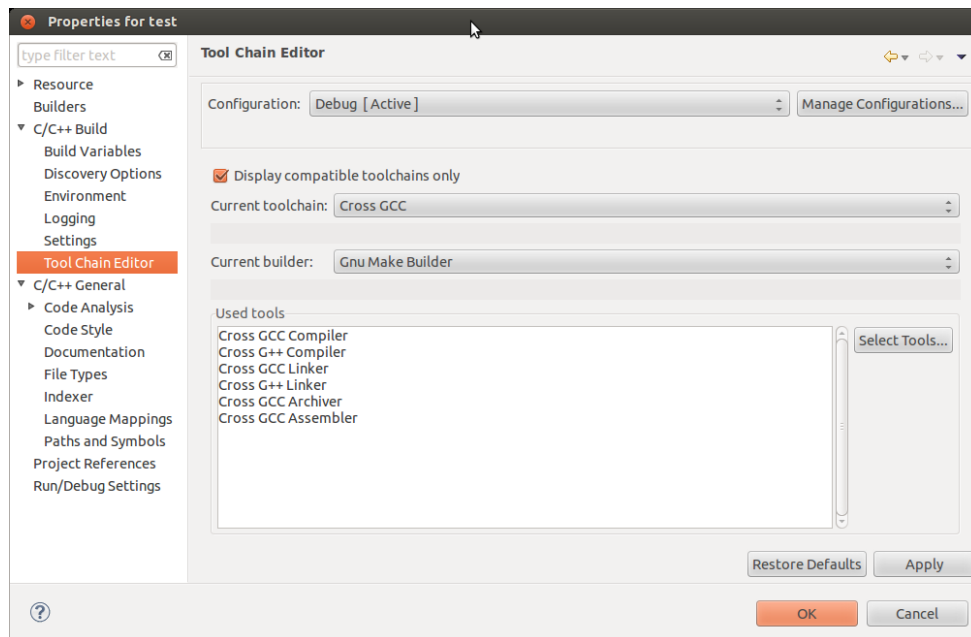 Properties for test
type filter text
Resource
Builders
C/C++ Build
Build Variables
Discovery Options
Environment
Logging
Settings
Tool Chain Editor
C/C++ General
Code Analysis
Code Style
Documentation
File Types
Indexer
Language Mappings
Paths and Symbols
Project References
Run/Debug Settings
Tool Chain Editor
Configuration: Debug [ Active ] Manage Configurations...
Display compatible toolchains only
Current toolchain: Cross GCC
Current builder: Gnu Make Builder
Used tools
Cross GCC Compiler
Cross G++ Compiler
Cross GCC Linker
Cross G++ Linker
Cross GCC Archiver
Cross GCC Assembler
Select Tools...
Restore Defaults Apply
? OK Cancel